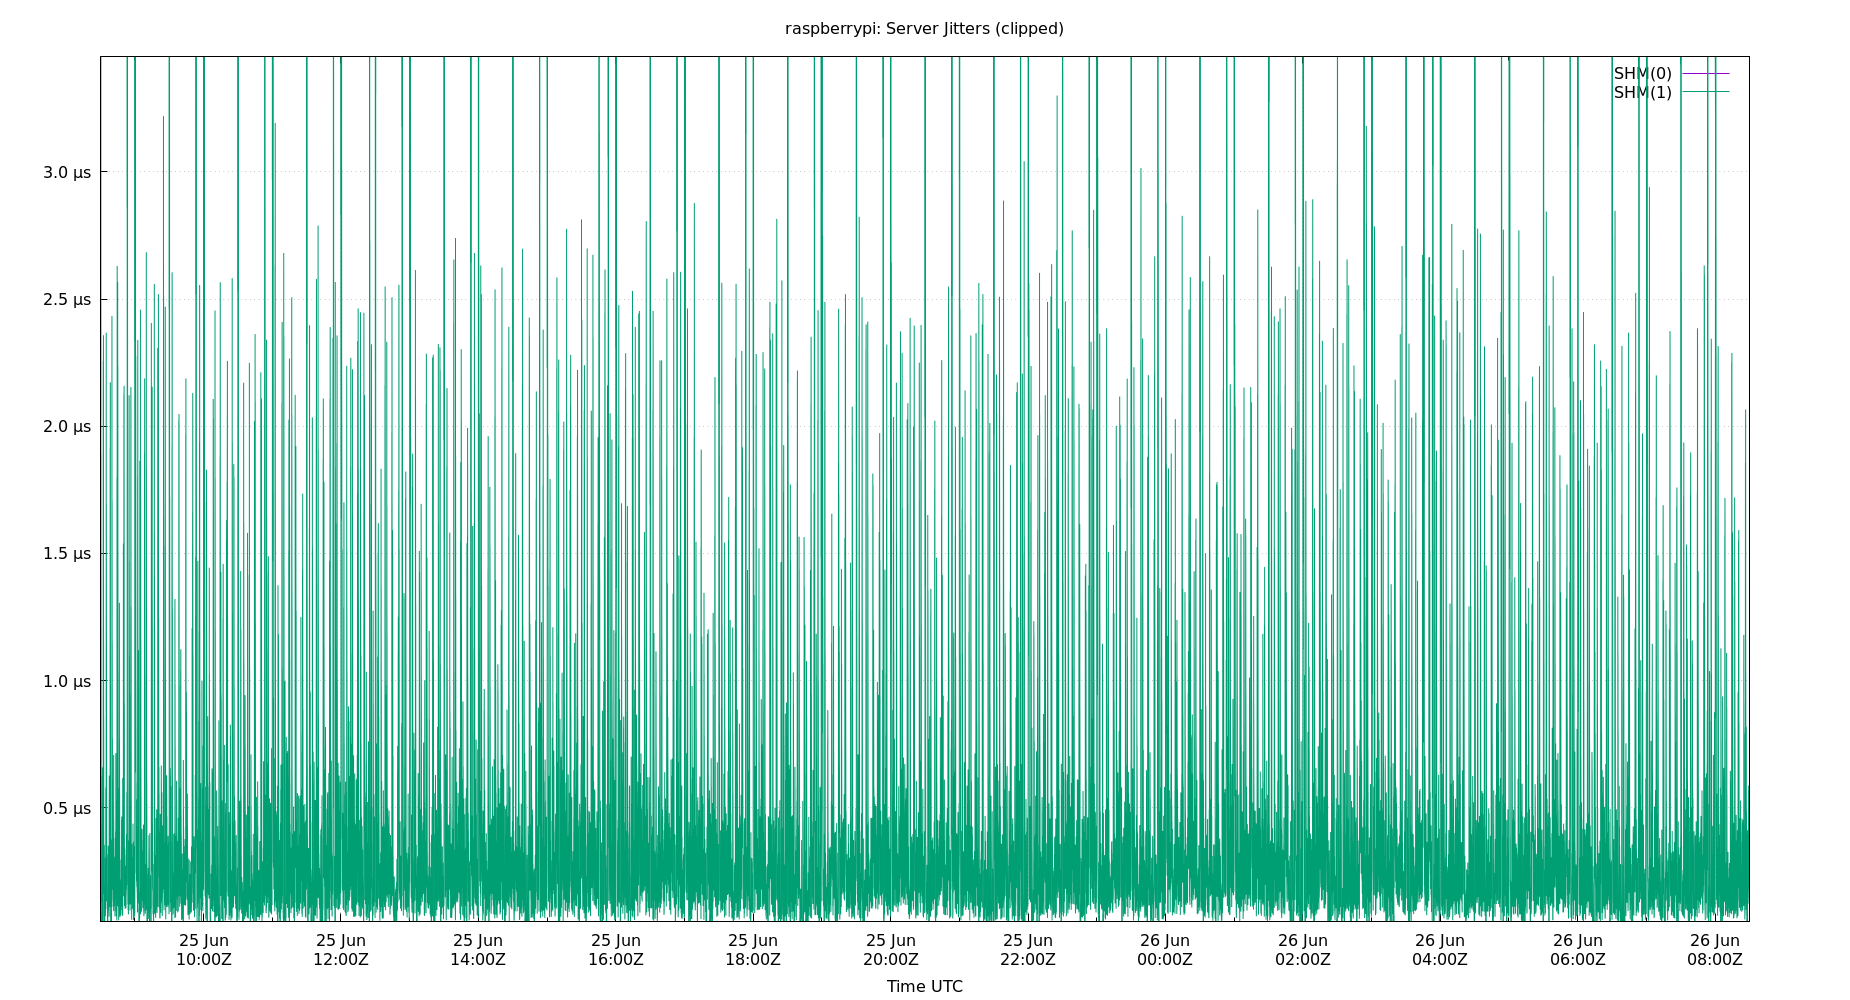 raspberrypi: Server Jitters (clipped)
SHM(0)
SHM(1)
3.0 µs
2.5 µs
2.0 µs
1.5 µs
1.0 µs
0.5 µs
25 Jun 25 Jun 25 Jun 25 Jun 25 Jun 25 Jun 25 Jun 26 Jun 26 Jun 26 Jun 26 Jun 26 Jun
10:00Z 12:00Z 14:00Z 16:00Z 18:00Z 20:00Z 22:00Z 00:00Z 02:00Z 04:00Z 06:00Z 08:00Z
Time UTC